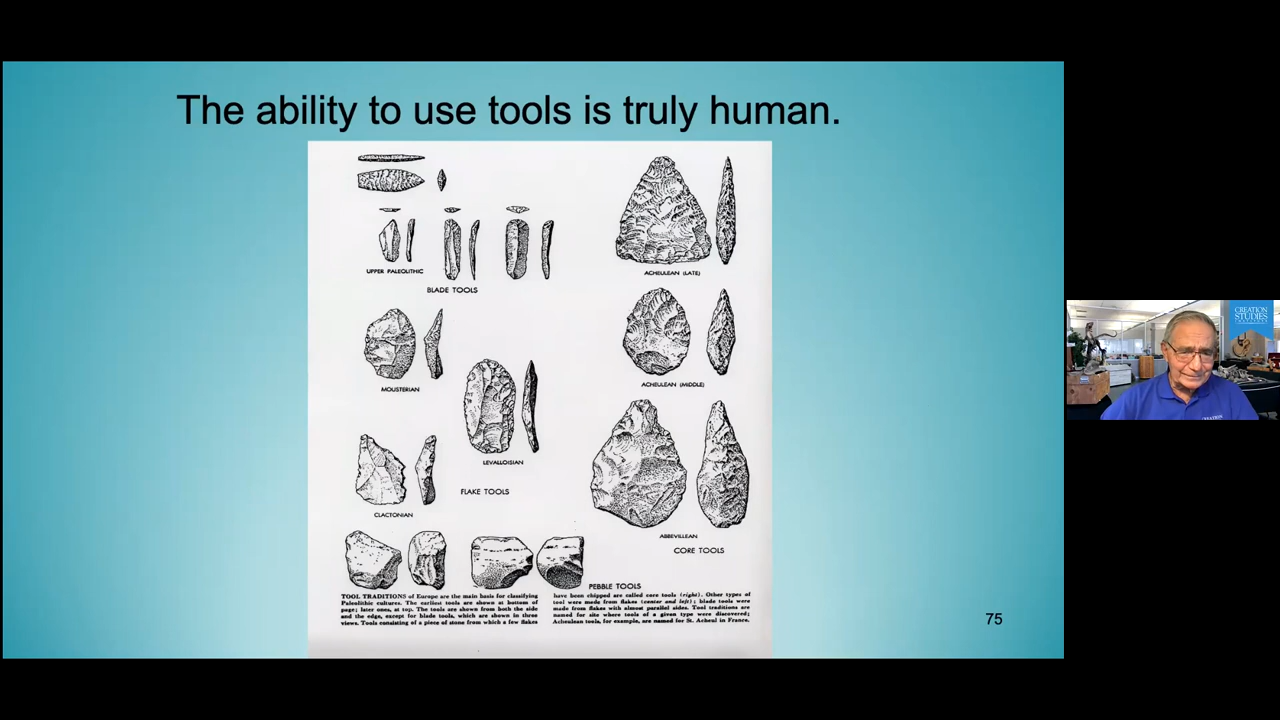 The ability to use tools is truly human.
UPPER PALEOLITHIC
BLADE TOOLS
ACHEULEAN (LATE)
MOUSTERIAN
ACHEULEAN (MIDDLE)
LEVALLOISIAN
FLAKE TOOLS
CLACTONIAN
ABBEVILLEAN
CORE TOOLS
PEBBLE TOOLS
TOOL TRADITIONS of Europe are the main basis for classifying
Paleolithic cultures. The earliest tools are shown at bottom of
page; later ones, at top. The tools are shown from both the side
and the edge, except for blade tools, which are shown in three
views. Tools consisting of a piece of stone from which a few flakes
have been chipped are called core tools (right). Other types of
tool were made from flakes (center and left); blade tools were
made from flakes with almost parallel sides. Tool traditions are
named for site where tools of a given type were discovered;
Acheulean tools, for example, are named for St. Acheul in France.
75
CREATION
STUDIES